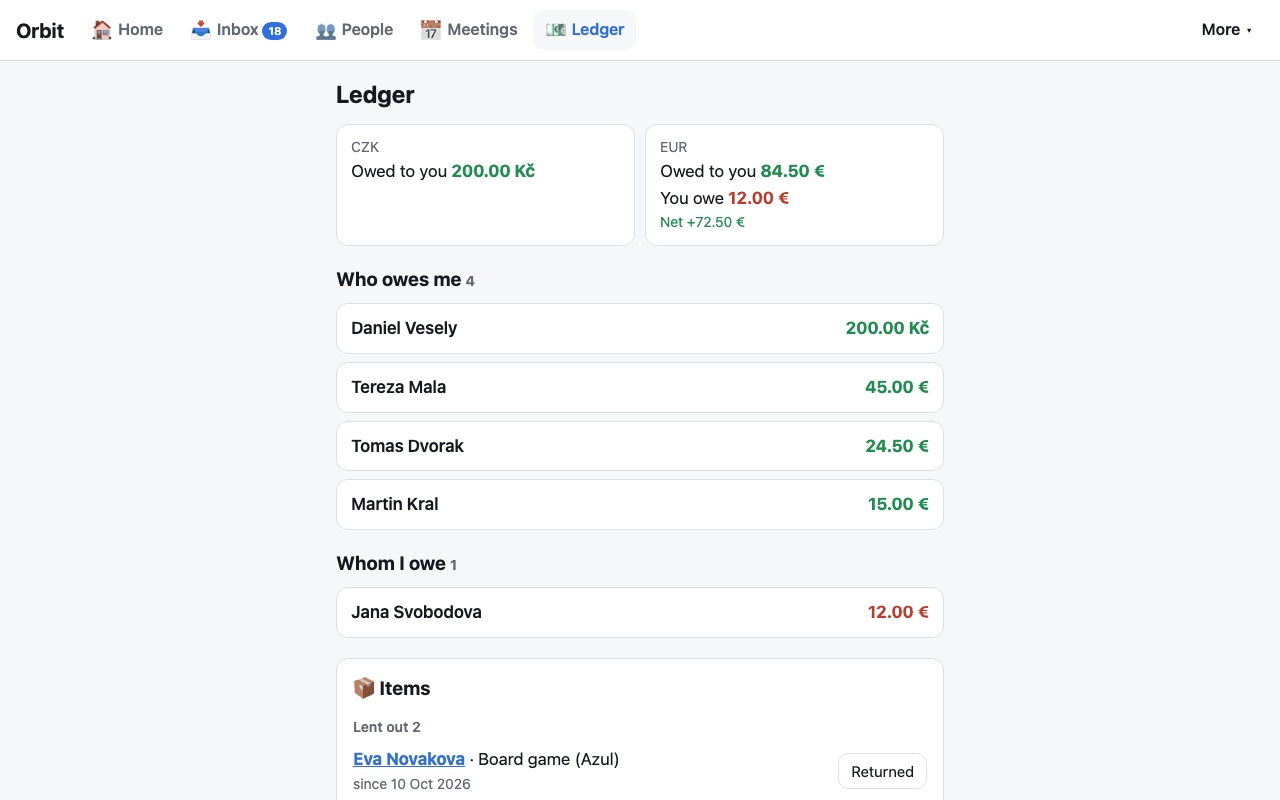 Orbit
Home
Inbox 18
People
Meetings
Ledger
More
Ledger
CZK
Owed to you 200.00 Kč
EUR
Owed to you 84.50 €
You owe 12.00 €
Net +72.50 €
Who owes me 4
Daniel Vesely 200.00 Kč
Tereza Mala 45.00 €
Tomas Dvorak 24.50 €
Martin Kral 15.00 €
Whom I owe 1
Jana Svobodova 12.00 €
Items
Lent out 2
Eva Novakova · Board game (Azul)
since 10 Oct 2026
Returned